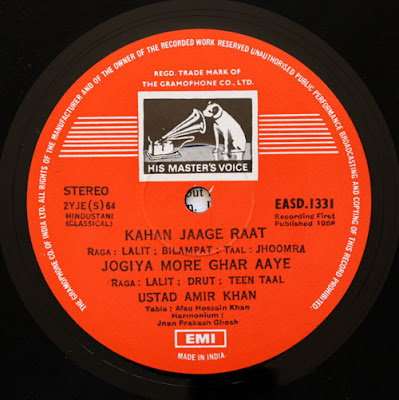 THE GRAMOPHONE CO. OF INDIA LTD. ALL RIGHTS OF THE MANUFACTURER AND OF THE OWNER OF THE RECORDED WORK RESERVED UNAUTHORISED PUBLIC PERFORMANCE BROADCASTING AND COPYING OF THIS RECORD PROHIBITED.
REGD. TRADE MARK OF
THE GRAMOPHONE CO., LTD.
HIS MASTER'S VOICE
STEREO
2YJE(S)64
HINDUSTANI
(CLASSICAL)
EASD.1331
Recording First
Published 1968
KAHAN JAAGE RAAT
RAGA: LALIT: BILAMPAT: TAAL: JHOOMRA
JOGIYA MORE GHAR AAYE
RAGA: LALIT: DRUT: TEEN TAAL
USTAD AMIR KHAN
Tabla: Afaq Hossain Khan
Harmonium:
Jnan Prakash Ghosh
EMI
MADE IN INDIA